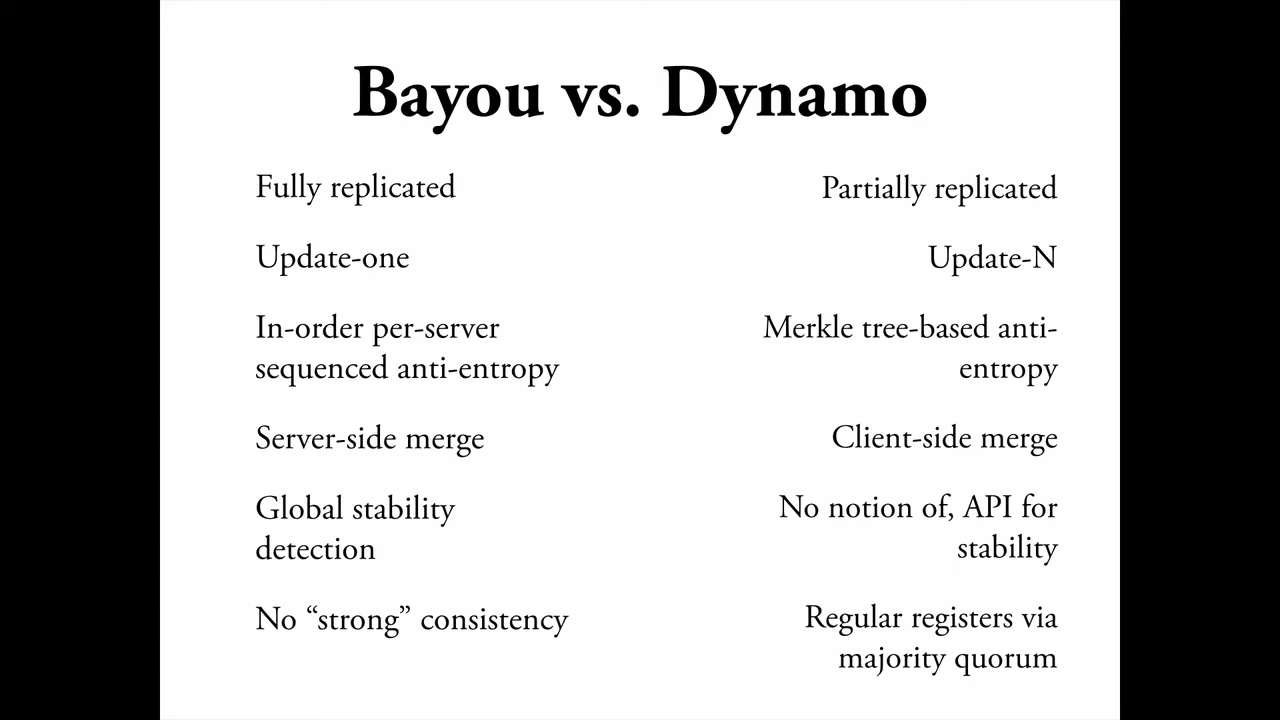 Bayou vs. Dynamo
Fully replicated
Partially replicated
Update-one
Update-N
In-order per-server
sequenced anti-entropy
Merkle tree-based anti-
entropy
Server-side merge
Client-side merge
Global stability
detection
No notion of, API for
stability
No “strong” consistency
Regular registers via
majority quorum